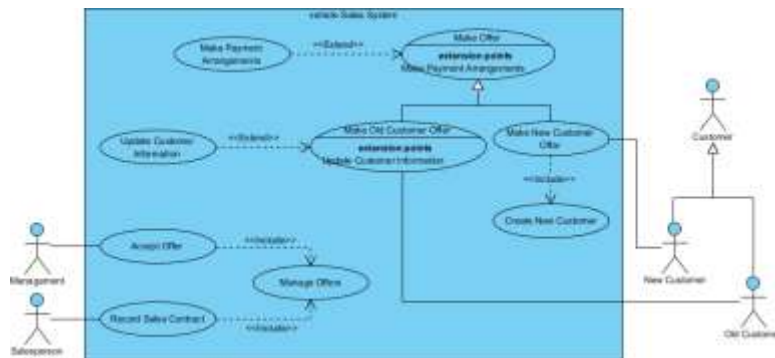 Vehicle Sales System
Make Offer
extension points
Make Payment Arrangements
Make Payment
Arrangements
<<Extend>>
Customer
Make Old Customer Offer
extension points
Update Customer Information
Make New Customer
Offer
Update Customer
Information
<<Extend>>
<<Include>>
Create New Customer
Accept Offer
<<Include>>
Management
Manage Offers
New Customer
Record Sales Contract
<<Include>>
Salesperson
Old Custome